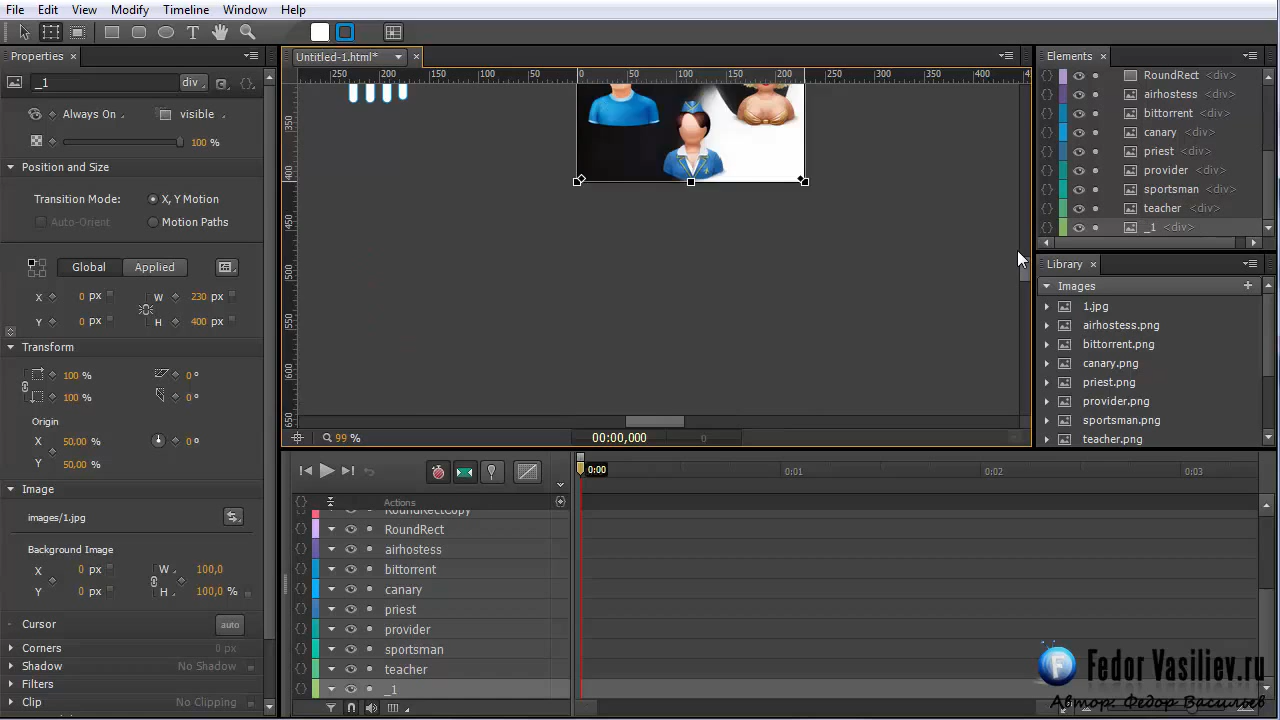 File Edit View Modify Timeline Window Help
Properties
Untitled-1.html*
Elements
_1 div
Always On visible
100 %
Position and Size
Transition Mode: X, Y Motion
Auto-Orient Motion Paths
Global Applied
X 0 px W 230 px
Y 0 px H 400 px
Transform
100 % 0 °
100 % 0 °
Origin
X 50,00 % 0 °
Y 50,00 %
Image
images/1.jpg
Background Image
X 0 px W 100,0
Y 0 px H 100,0 %
Cursor auto
Corners 0 px
Shadow No Shadow
Filters
Clip No Clipping
250 200 150 100 50 0 50 100 150 200 250 300 350 400
350
400
450
500
550
600
650
99 %
00:00,000
RoundRect <div>
airhostess <div>
bittorrent <div>
canary <div>
priest <div>
provider <div>
sportsman <div>
teacher <div>
_1 <div>
Library
Images
1.jpg
airhostess.png
bittorrent.png
canary.png
priest.png
provider.png
sportsman.png
teacher.png
0:00 0:01 0:02 0:03
Actions
RoundRectCopy
RoundRect
airhostess
bittorrent
canary
priest
provider
sportsman
teacher
_1
Fedor Vasiliev.ru
Автор: Федор Васильев